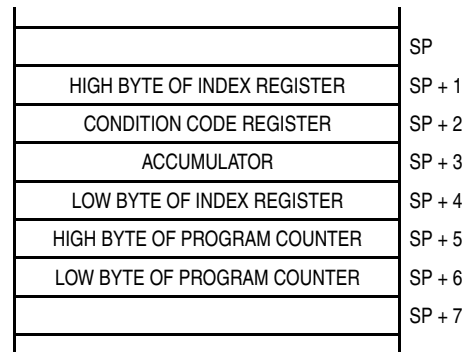 SP
HIGH BYTE OF INDEX REGISTER SP + 1
CONDITION CODE REGISTER SP + 2
ACCUMULATOR SP + 3
LOW BYTE OF INDEX REGISTER SP + 4
HIGH BYTE OF PROGRAM COUNTER SP + 5
LOW BYTE OF PROGRAM COUNTER SP + 6
SP + 7